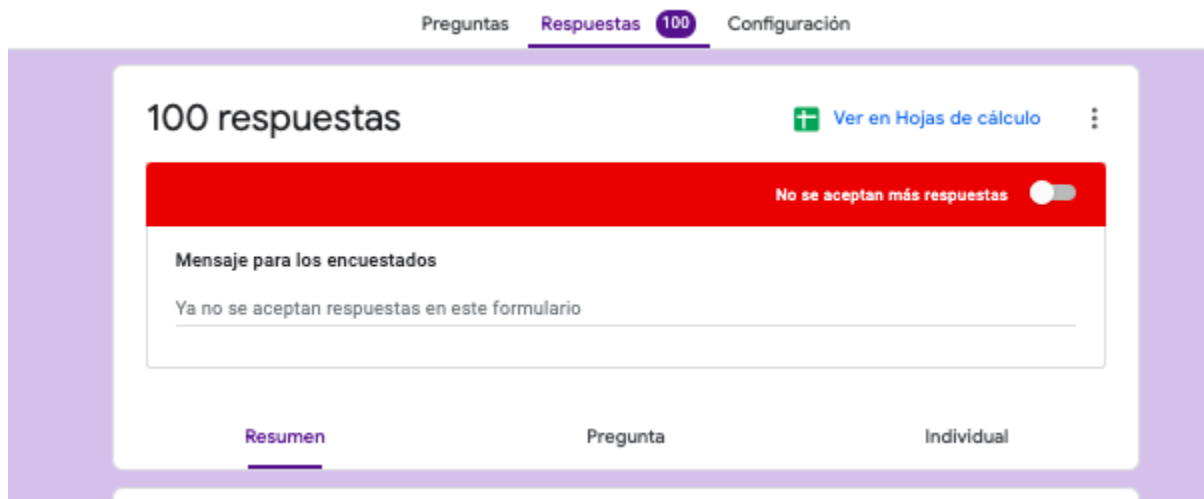 Preguntas Respuestas 100 Configuración
100 respuestas Ver en Hojas de cálculo
No se aceptan más respuestas
Mensaje para los encuestados
Ya no se aceptan respuestas en este formulario
Resumen Pregunta Individual